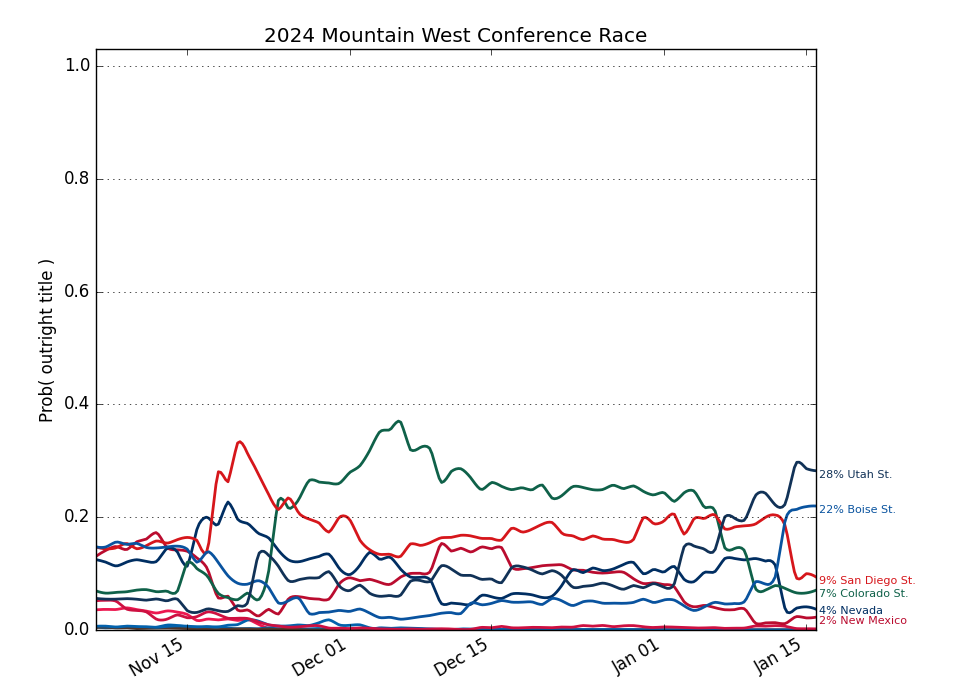 2024 Mountain West Conference Race
1.0
0.8
0.6
0.4
0.2
0.0
Prob( outright title )
28% Utah St.
22% Boise St.
9% San Diego St.
7% Colorado St.
4% Nevada
2% New Mexico
Nov 15
Dec 01
Dec 15
Jan 01
Jan 15